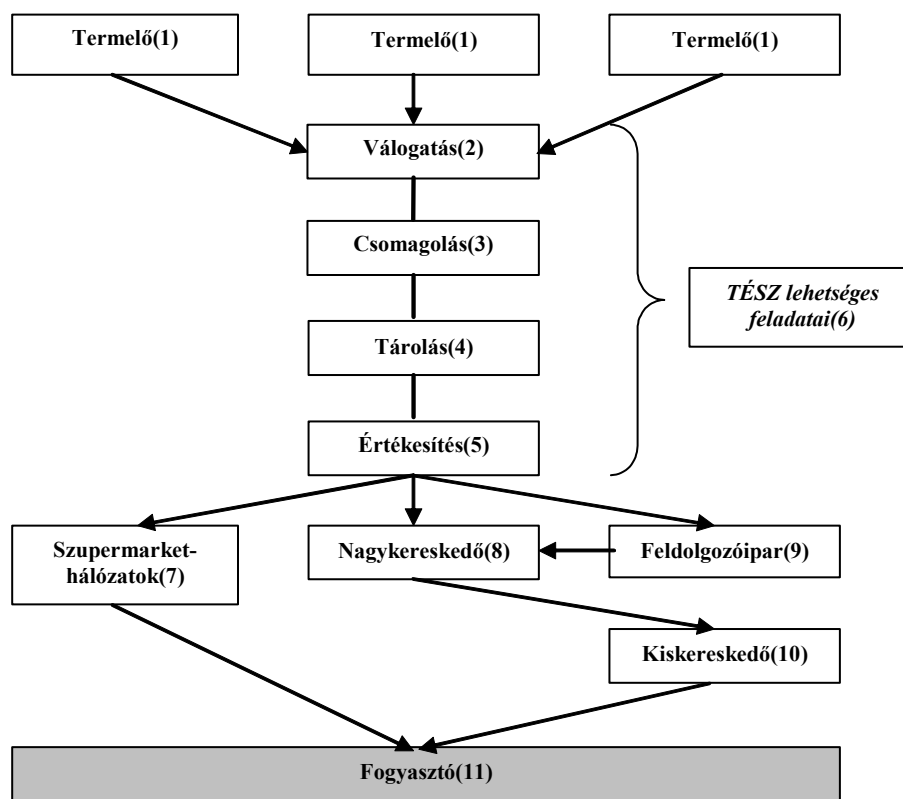 Termelő(1)
Termelő(1)
Termelő(1)
Válogatás(2)
Csomagolás(3)
TÉSZ lehetséges
feladatai(6)
Tárolás(4)
Értékesítés(5)
Szupermarket-
hálózatok(7)
Nagykereskedő(8)
Feldolgozóipar(9)
Kiskereskedő(10)
Fogyasztó(11)